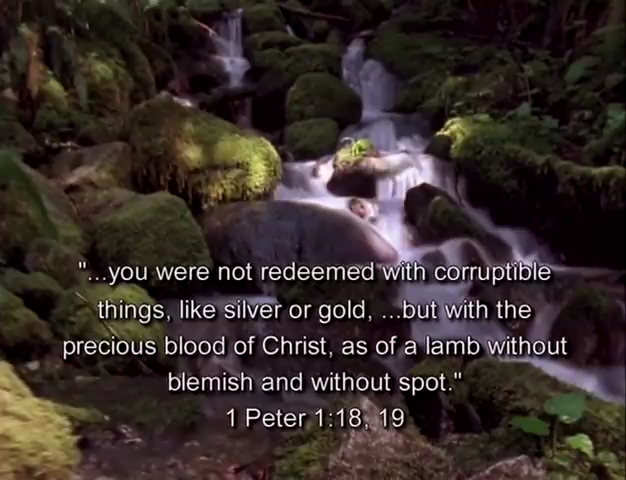 "...you were not redeemed with corruptible
things, like silver or gold, ...but with the
precious blood of Christ, as of a lamb without
blemish and without spot."
1 Peter 1:18, 19